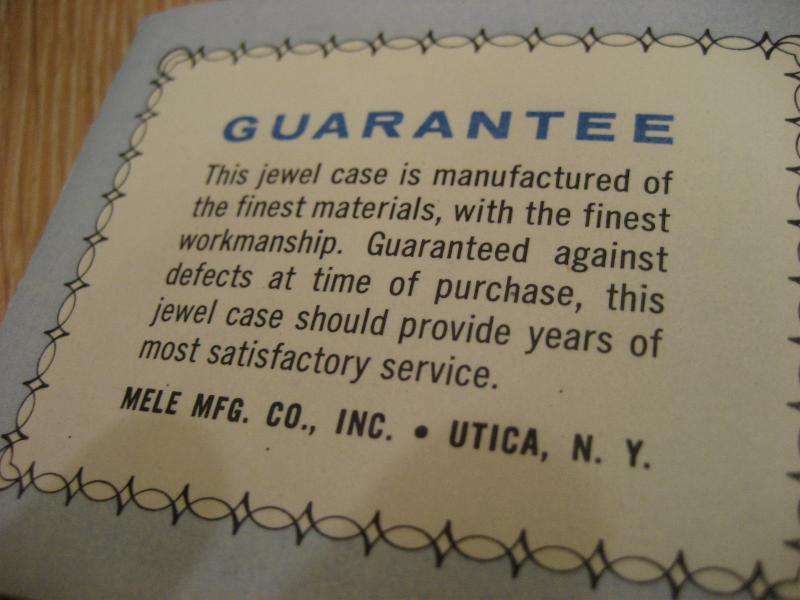 GUARANTEE
This jewel case is manufactured of
the finest materials, with the finest
workmanship. Guaranteed against
defects at time of purchase, this
jewel case should provide years of
most satisfactory service.
MELE MFG. CO., INC. • UTICA, N. Y.